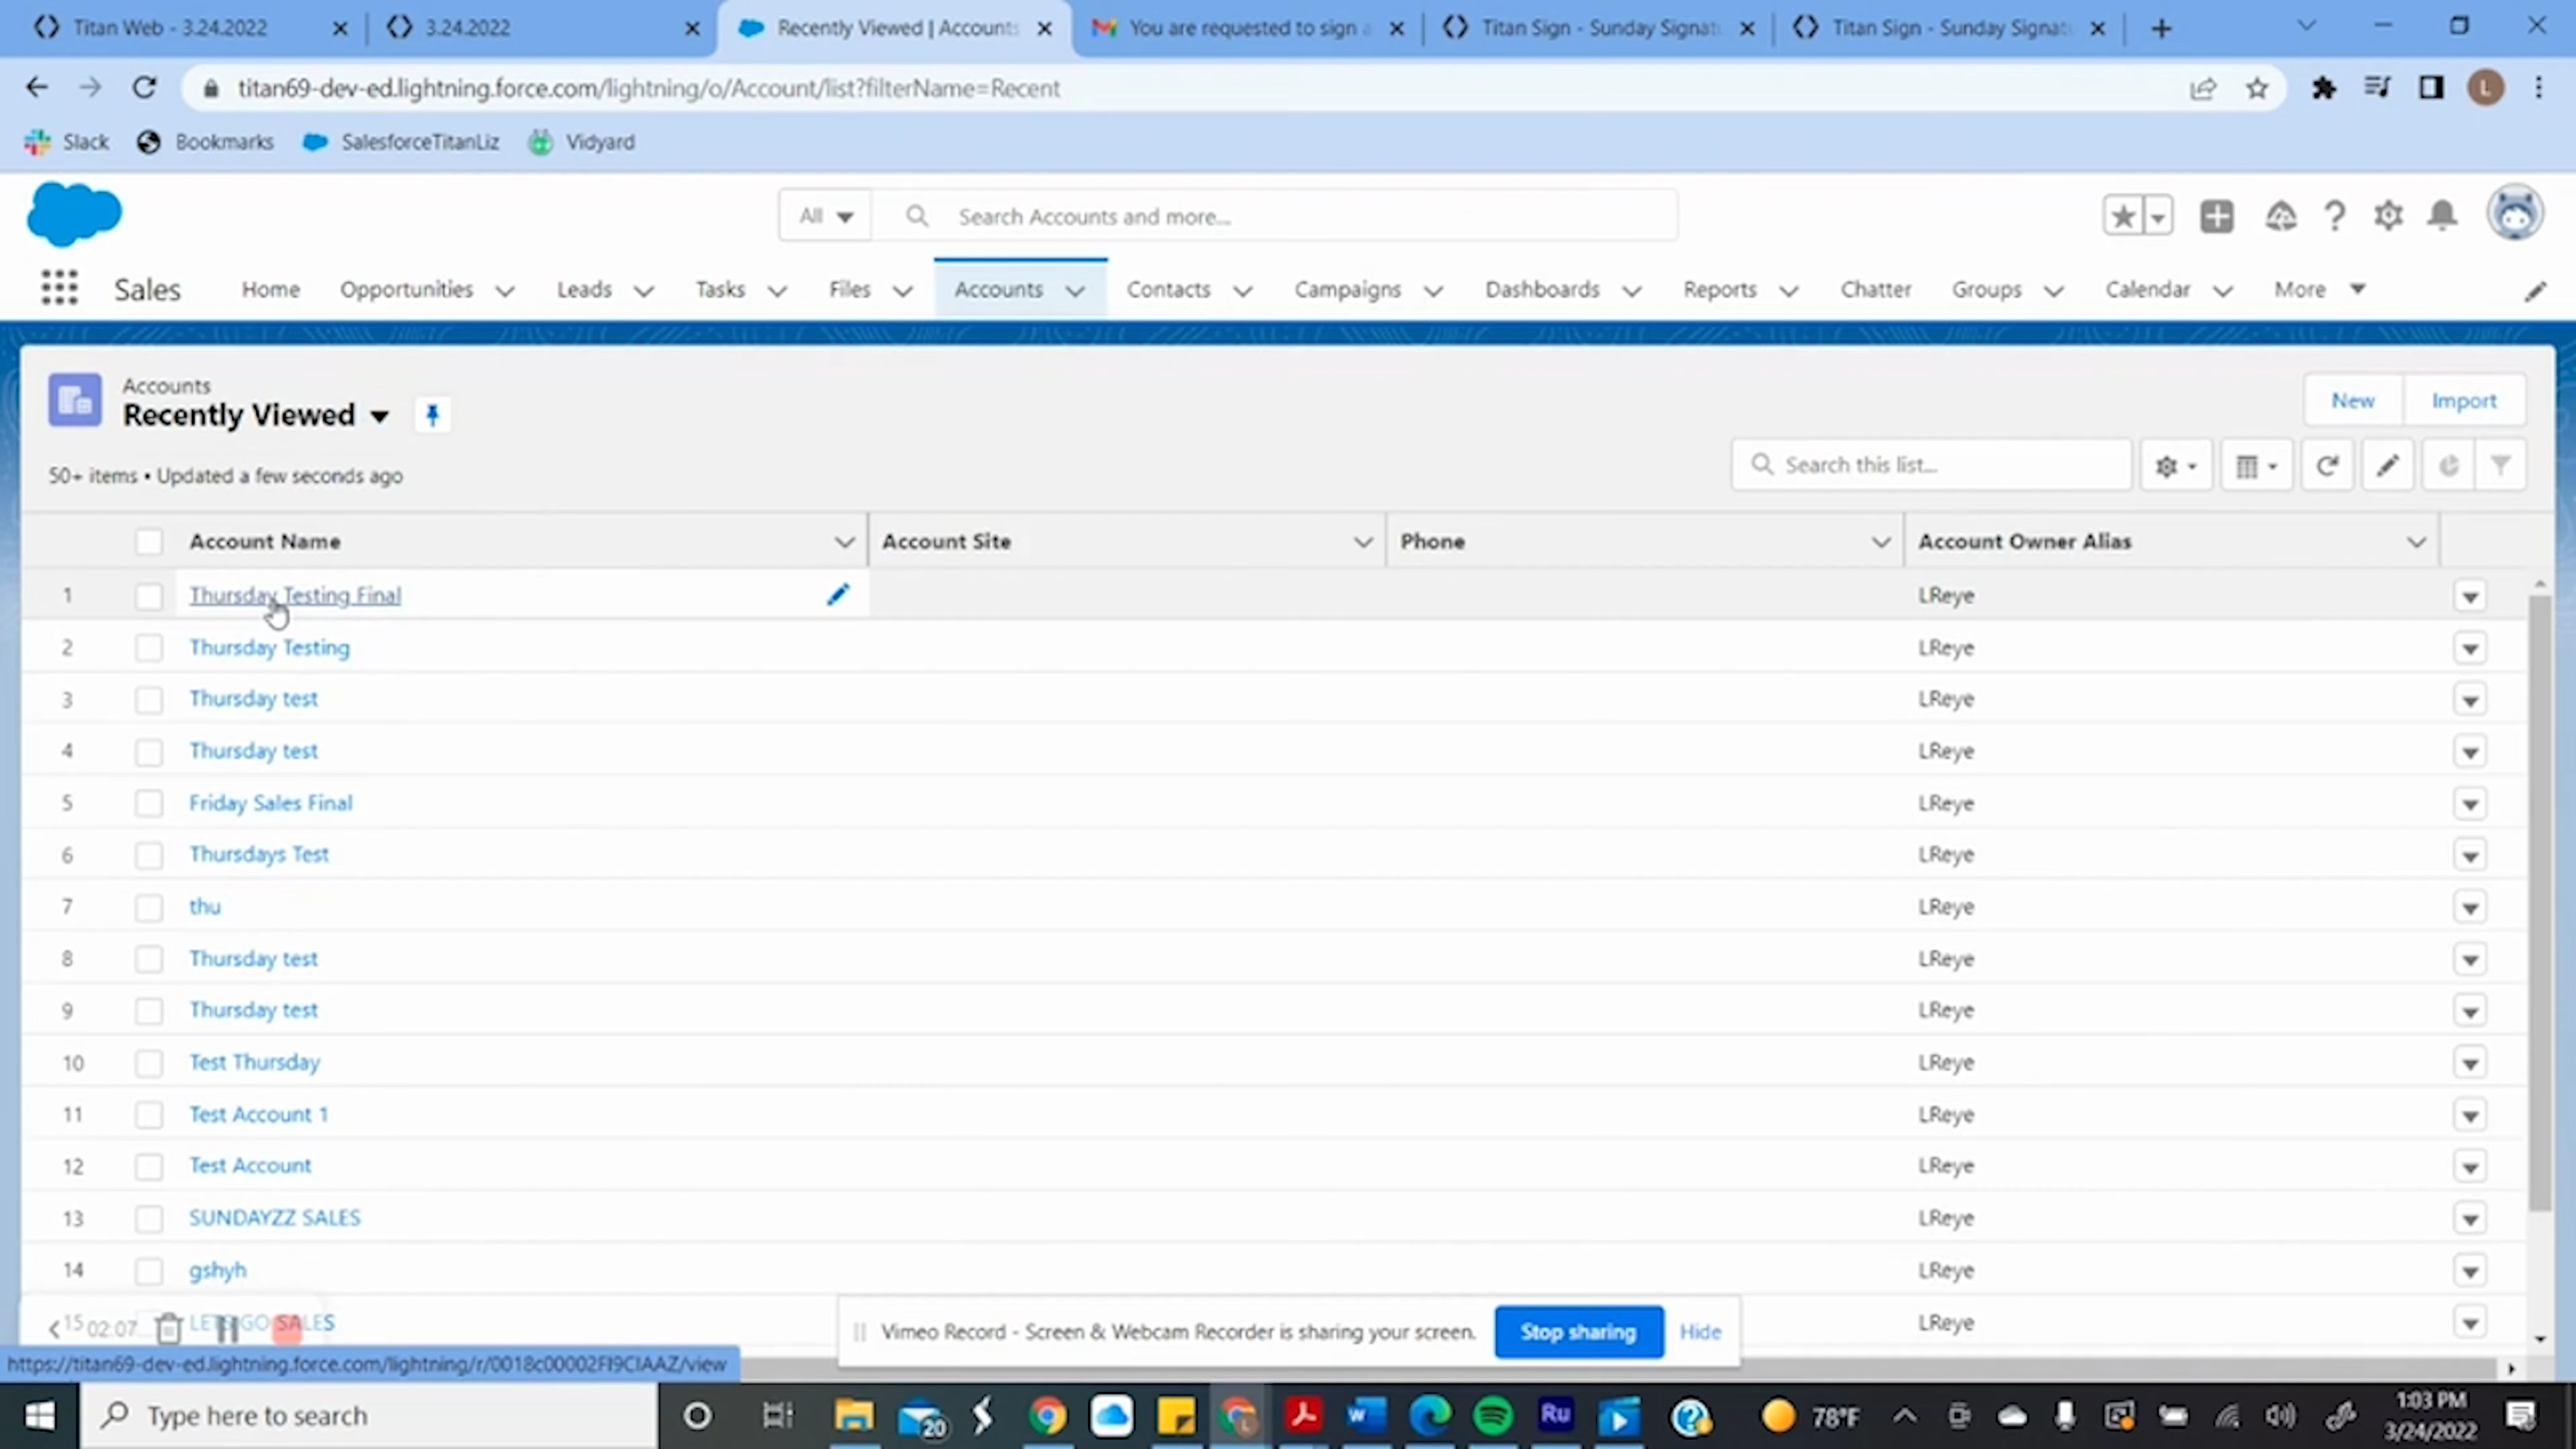 Titan Web - 3.24.2022
3.24.2022
Recently Viewed | Accounts
You are requested to sign a
Titan Sign - Sunday Signatu
Titan Sign - Sunday Signatu
titan69-dev-ed.lightning.force.com/lightning/o/Account/list?filterName=Recent
L
Slack
Bookmarks
SalesforceTitanLiz
Vidyard
All
Search Accounts and more...
Sales
Home
Opportunities
Leads
Tasks
Files
Accounts
Contacts
Campaigns
Dashboards
Reports
Chatter
Groups
Calendar
More
Accounts
Recently Viewed
New
Import
50+ items • Updated a few seconds ago
Search this list...
Account Name Account Site Phone Account Owner Alias
1 Thursday Testing Final LReye
2 Thursday Testing LReye
3 Thursday test LReye
4 Thursday test LReye
5 Friday Sales Final LReye
6 Thursdays Test LReye
7 thu LReye
8 Thursday test LReye
9 Thursday test LReye
10 Test Thursday LReye
11 Test Account 1 LReye
12 Test Account LReye
13 SUNDAYZZ SALES LReye
14 gshyh LReye
15 LETS GO SALES LReye
02:07
Vimeo Record - Screen & Webcam Recorder is sharing your screen.
Stop sharing
Hide
https://titan69-dev-ed.lightning.force.com/lightning/r/0018c00002FI9CIAAZ/view
Type here to search
20
L
W
Ru
78°F
1:03 PM
3/24/2022